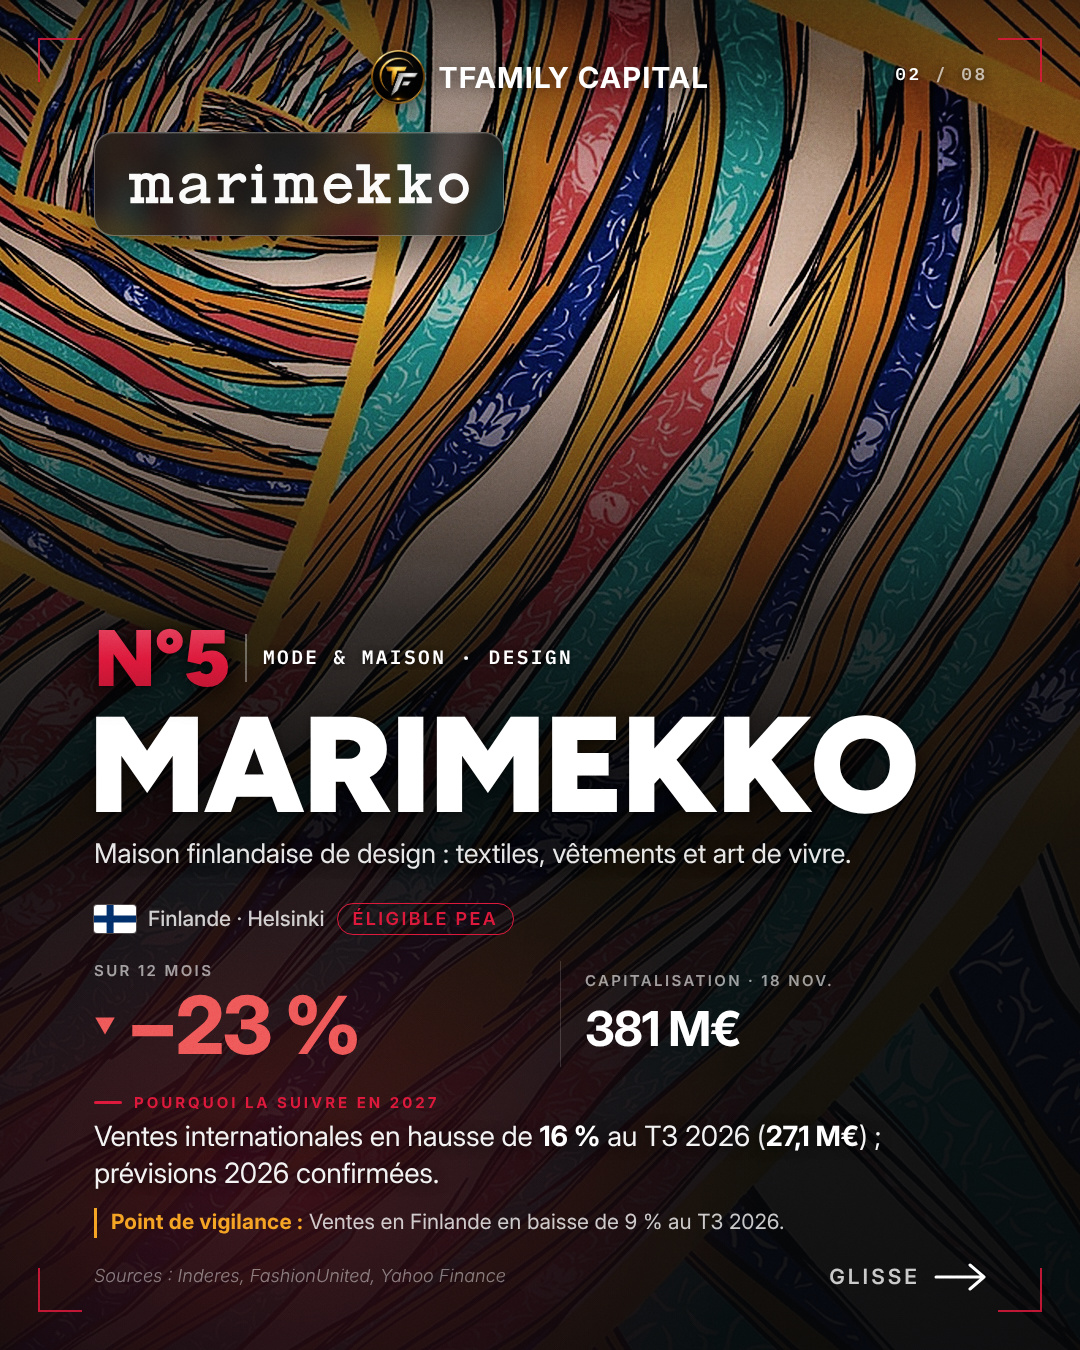 TFAMILY CAPITAL
02 / 08
marimekko
N°5
MODE & MAISON · DESIGN
MARIMEKKO
Maison finlandaise de design : textiles, vêtements et art de vivre.
Finlande · Helsinki
ÉLIGIBLE PEA
SUR 12 MOIS
▼ –23 %
CAPITALISATION · 18 NOV.
381 M€
POURQUOI LA SUIVRE EN 2027
Ventes internationales en hausse de 16 % au T3 2026 (27,1 M€) ;
prévisions 2026 confirmées.
Point de vigilance : Ventes en Finlande en baisse de 9 % au T3 2026.
Sources : Inderes, FashionUnited, Yahoo Finance
GLISSE →